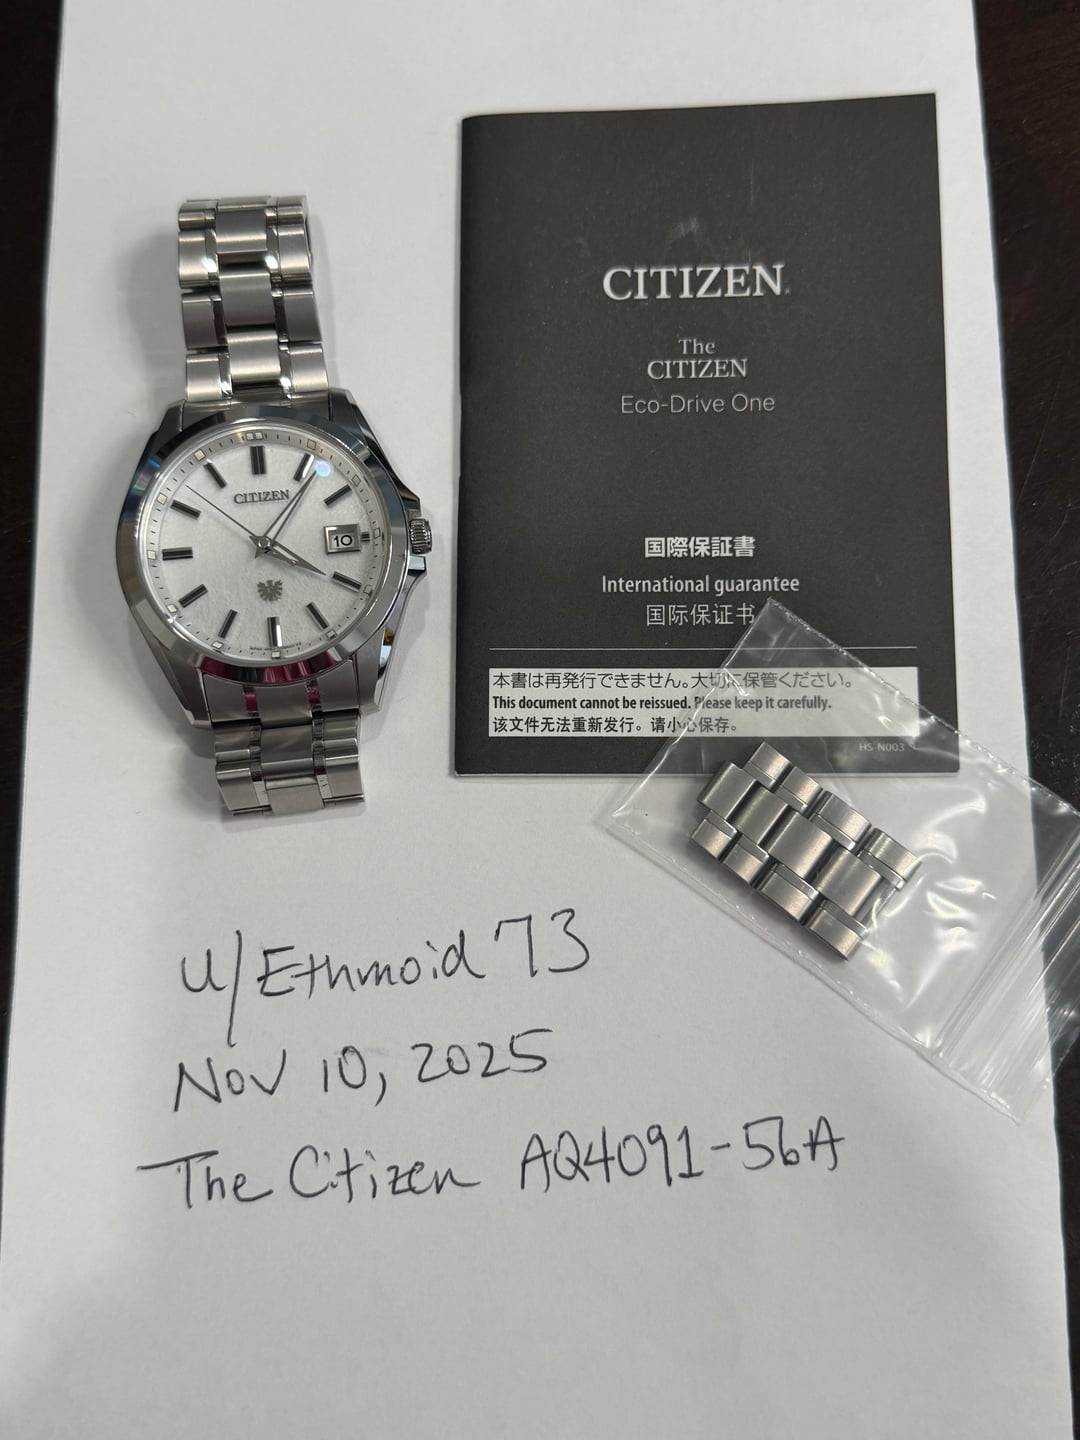 CITIZEN
10
CITIZEN
The
CITIZEN
Eco-Drive One
国際保証書
International guarantee
国际保证书
本書は再発行できません。大切に保管ください。
This document cannot be reissued. Please keep it carefully.
该文件无法重新发行。请小心保存。
HS-N003
u/Ethmoid 73
Nov 10, 2025
The Citizen AQ4091-56A